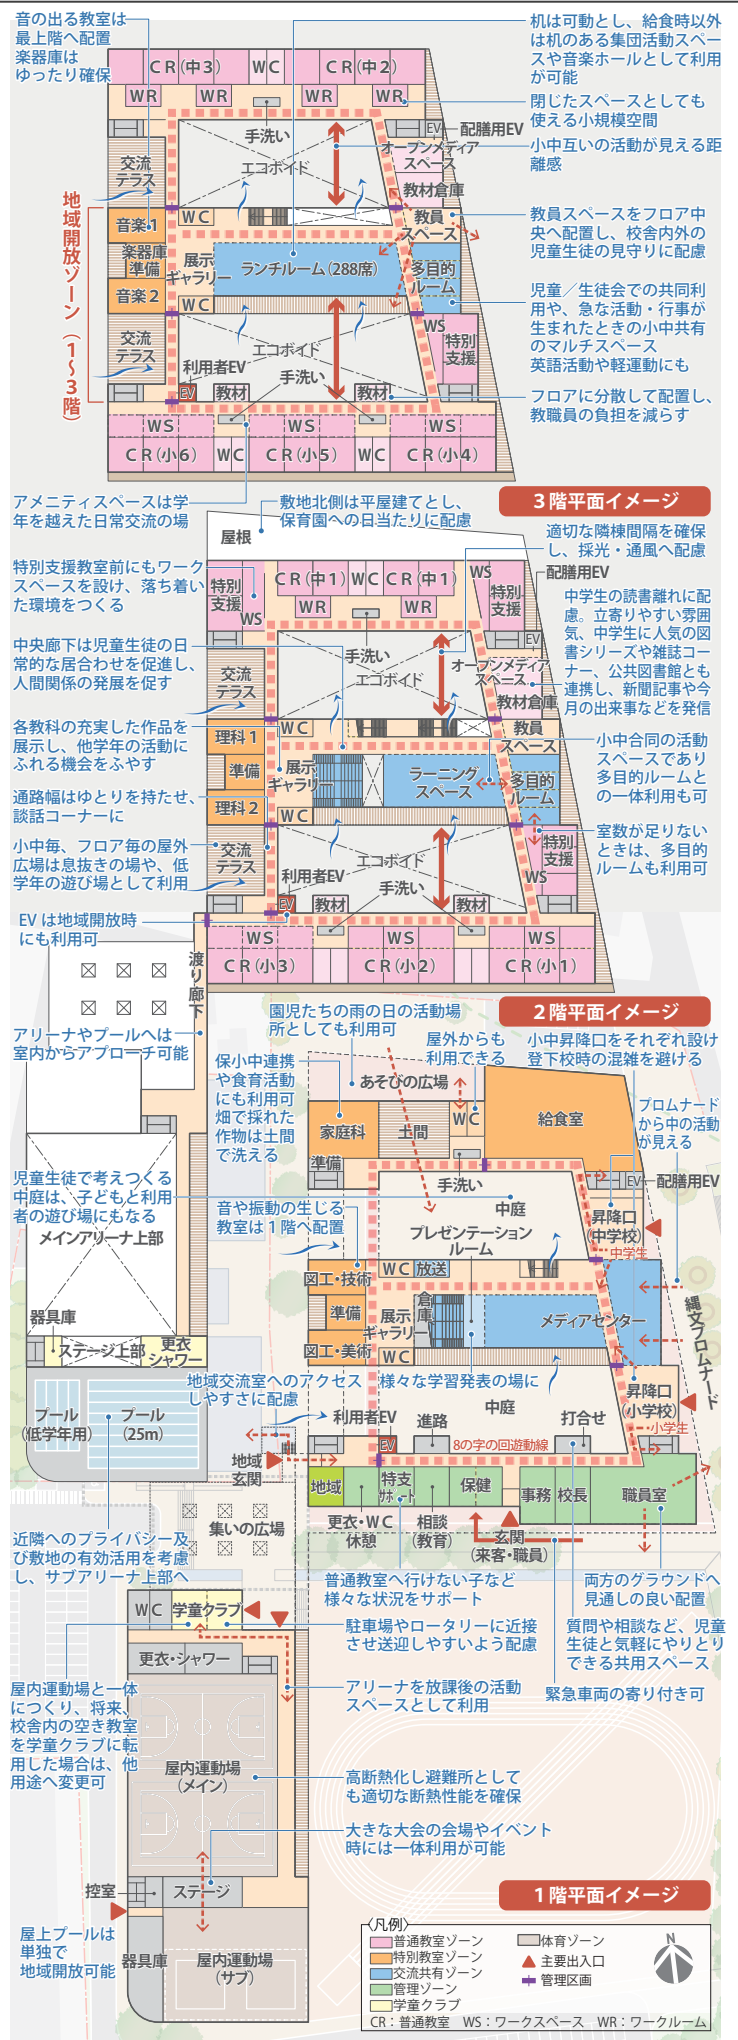 音の出る教室は
最上階へ配置
楽器庫は
ゆったり確保
机は可動とし、給食時以外
は机のある集団活動スペー
スや音楽ホールとして利用
が可能
CR(中3)
WC
CR(中2)
WR
WR
WR
WR
閉じたスペースとしても
使える小規模空間
手洗い
EV
配膳用EV
オープンメディア
スペース
小中互いの活動が見える距
離感
交流
テラス
エコボイド
教材倉庫
地域開放ゾーン(1〜3階)
音楽1
WC
教員
スペース
教員スペースをフロア中
央へ配置し、校舎内外の
児童生徒の見守りに配慮
楽器庫
準備
展示
ギャラリー
ランチルーム(288席)
多目的
ルーム
音楽2
WC
児童／生徒会での共同利
用や、急な活動・行事が
生まれたときの小中共有
のマルチスペース
英語活動や軽運動にも
交流
テラス
エコボイド
WS
特別
支援
利用者EV
手洗い
EV
教材
教材
フロアに分散して配置し、
教職員の負担を減らす
WS
WS
WS
CR(小6)
WC
CR(小5)
WC
CR(小4)
アメニティスペースは学
年を越えた日常交流の場
敷地北側は平屋建てとし、
保育園への日当たりに配慮
3階平面イメージ
屋根
適切な隣棟間隔を確保
し、採光・通風へ配慮
特別支援教室前にもワーク
スペースを設け、落ち着い
た環境をつくる
特別
支援
WS
CR(中1)
WC
CR(中1)
WR
WR
WS
特別
支援
配膳用EV
中学生の読書離れに配
慮。立寄りやすい雰囲
気、中学生に人気の図
書シリーズや雑誌コー
ナー、公共図書館とも
連携し、新聞記事や今
月の出来事などを発信
手洗い
EV
中央廊下は児童生徒の日
常的な居合わせを促進し、
人間関係の発展を促す
交流
テラス
エコボイド
オープンメディア
スペース
教材倉庫
各教科の充実した作品を
展示し、他学年の活動に
ふれる機会をふやす
理科1
WC
教員
スペース
小中合同の活動
スペースであり
多目的ルームと
の一体利用も可
準備
展示
ギャラリー
ラーニング
スペース
多目的
ルーム
通路幅はゆとりを持たせ、
談話コーナーに
理科2
WC
小中毎、フロア毎の屋外
広場は息抜きの場や、低
学年の遊び場として利用
交流
テラス
エコボイド
特別
支援
WS
室数が足りない
ときは、多目的
ルームも利用可
利用者EV
手洗い
EV
教材
教材
EVは地域開放時
にも利用可
WS
WS
WS
CR(小3)
CR(小2)
CR(小1)
渡り廊下
2階平面イメージ
アリーナやプールへは
室内からアプローチ可能
園児たちの雨の日の活動場
所としても利用可
屋外からも
利用できる
小中昇降口をそれぞれ設け
登下校時の混雑を避ける
保小中連携
や食育活動
にも利用可
畑で採れた
作物は土間
で洗える
あそびの広場
プロムナード
から中の活動
が見える
家庭科
土間
WC
給食室
準備
手洗い
EV
配膳用EV
児童生徒で考えつくる
中庭は、子どもと利用
者の遊び場にもなる
メインアリーナ上部
音や振動の生じる
教室は1階へ配置
中庭
プレゼンテーション
ルーム
昇降口
(中学校)
中学生
図工・技術
WC
放送
縄文プロムナード
器具庫
準備
展示
ギャラリー
倉庫
メディアセンター
ステージ上部
更衣
シャワー
図工・美術
WC
地域交流室へのアクセス
しやすさに配慮
様々な学習発表の場に
プール
(低学年用)
プール
(25m)
中庭
昇降口
(小学校)
小学生
利用者EV
進路
打合せ
EV
8の字の回遊動線
地域
玄関
地域
特支
サポート
保健
事務
校長
職員室
近隣へのプライバシー及
び敷地の有効活用を考慮
し、サブアリーナ上部へ
集いの広場
更衣・WC
休憩
相談
(教育)
玄関
(来客・職員)
普通教室へ行けない子など
様々な状況をサポート
両方のグラウンドへ
見通しの良い配置
WC
学童クラブ
駐車場やロータリーに近接
させ送迎しやすいよう配慮
質問や相談など、児童
生徒と気軽にやりとり
できる共用スペース
更衣・シャワー
屋内運動場と一体
につくり、将来、
校舎内の空き教室
を学童クラブに転
用した場合は、他
用途へ変更可
アリーナを放課後の活動
スペースとして利用
緊急車両の寄り付き可
屋内運動場
(メイン)
高断熱化し避難所として
も適切な断熱性能を確保
大きな大会の会場やイベント
時には一体利用が可能
控室
ステージ
1階平面イメージ
屋上プールは
単独で
地域開放可能
器具庫
屋内運動場
(サブ)
〈凡例〉
普通教室ゾーン
特別教室ゾーン
交流共有ゾーン
管理ゾーン
学童クラブ
体育ゾーン
主要出入口
管理区画
N
CR：普通教室 WS：ワークスペース WR：ワークルーム